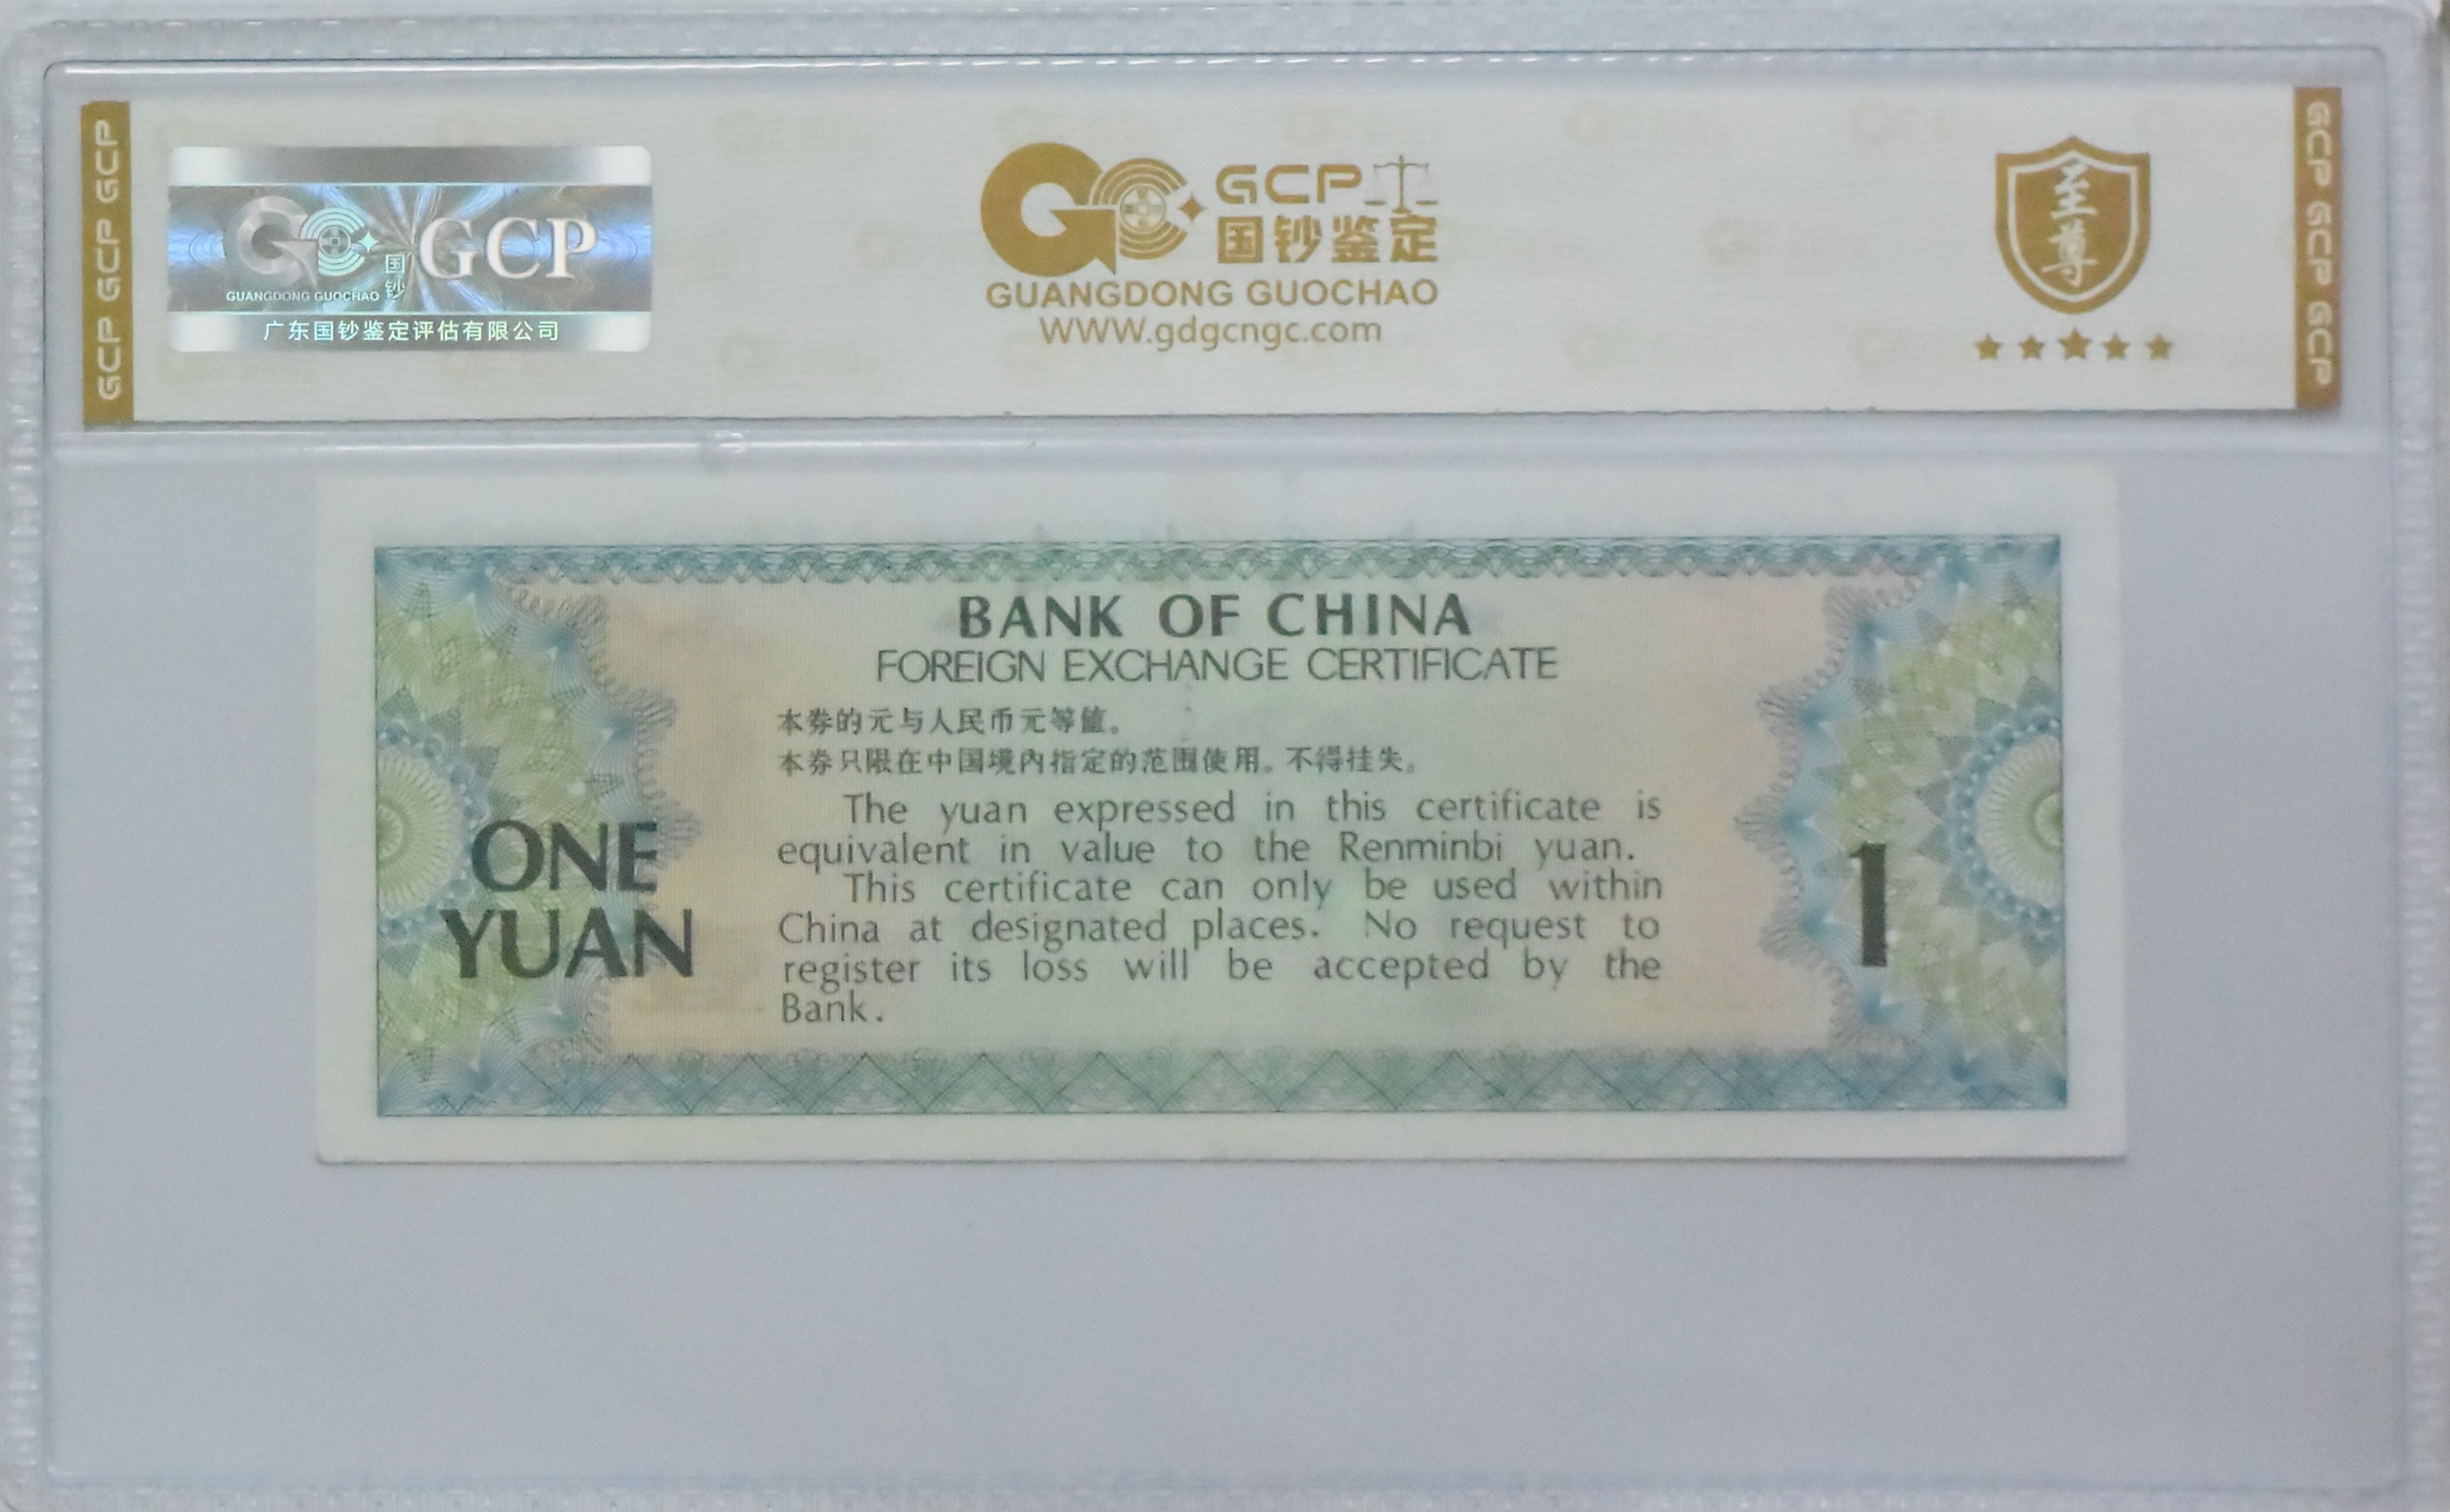 GCP GCP GCP
GCP
国钞
GUANGDONG GUOCHAO
广东国钞鉴定评估有限公司
GCP
国钞鉴定
GUANGDONG GUOCHAO
WWW.gdgcngc.com
至尊
GCP GCP GCP
BANK OF CHINA
FOREIGN EXCHANGE CERTIFICATE
本券的元与人民币元等值。
本券只限在中国境内指定的范围使用。不得挂失。
The yuan expressed in this certificate is
equivalent in value to the Renminbi yuan.
This certificate can only be used within
China at designated places. No request to
register its loss will be accepted by the
Bank.
ONE
YUAN
1